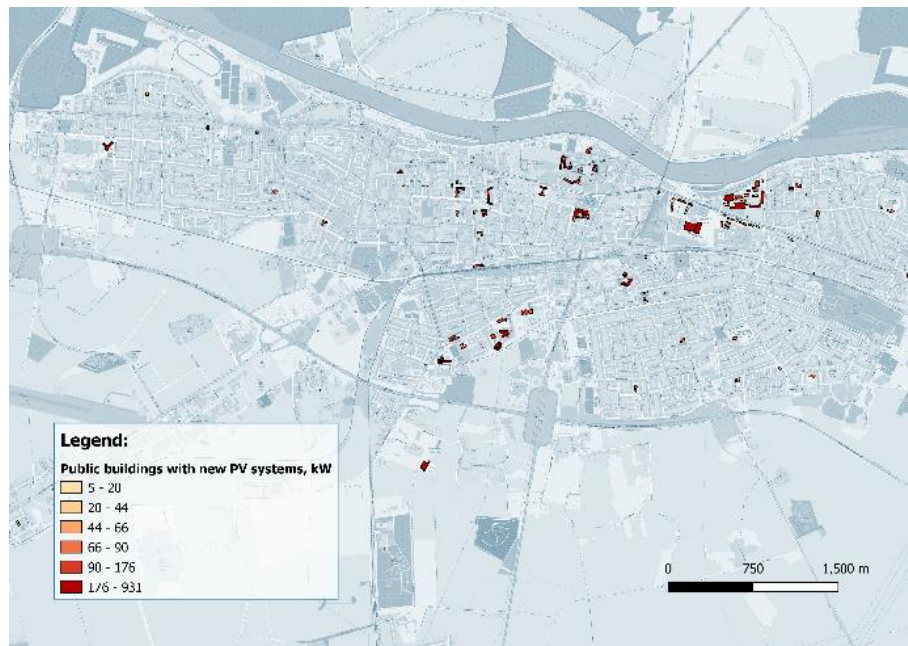 Legend:
Public buildings with new PV systems, kW
5 - 20
20 - 44
44 - 66
66 - 90
90 - 176
176 - 931
0 750 1,500 m